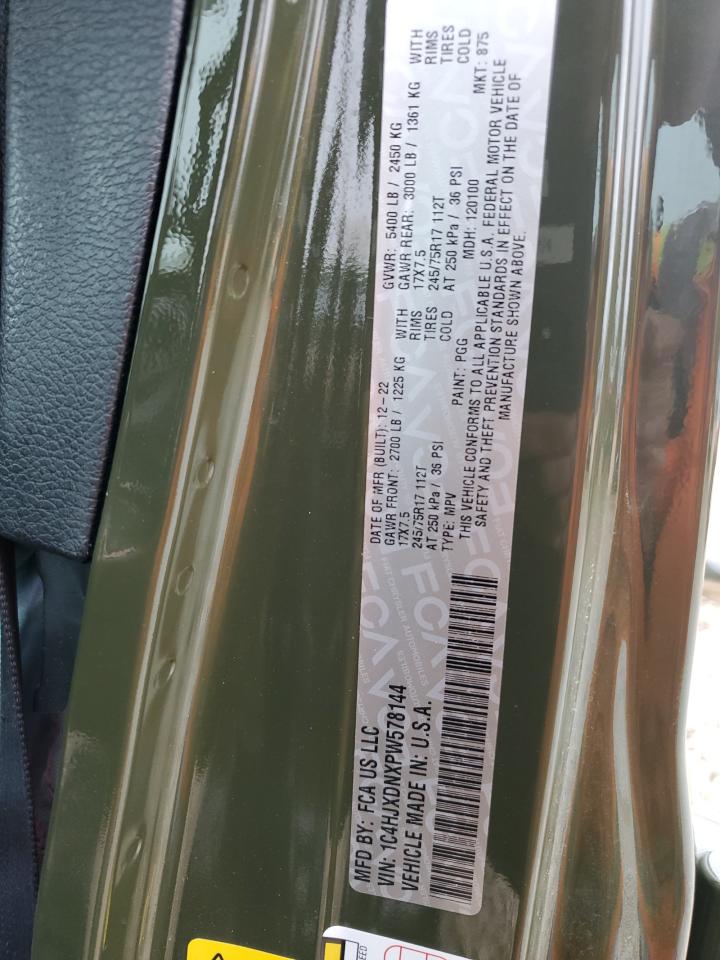 MFD BY: FCA US LLC
VIN: 1C4HJXDNXPW578144
VEHICLE MADE IN: U.S.A.
DATE OF MFR (BUILT): 12-22 GVWR: 5400 LB / 2450 KG
GAWR FRONT: 2700 LB / 1225 KG WITH GAWR REAR: 3000 LB / 1361 KG WITH
17X7.5 RIMS 17X7.5 RIMS
245/75R17 112T TIRES 245/75R17 112T TIRES
AT 250 kPa / 36 PSI COLD AT 250 kPa / 36 PSI COLD
TYPE: MPV PAINT: PGG MDH: 120100 MKT: 875
THIS VEHICLE CONFORMS TO ALL APPLICABLE U.S.A. FEDERAL MOTOR VEHICLE
SAFETY AND THEFT PREVENTION STANDARDS IN EFFECT ON THE DATE OF
MANUFACTURE SHOWN ABOVE.